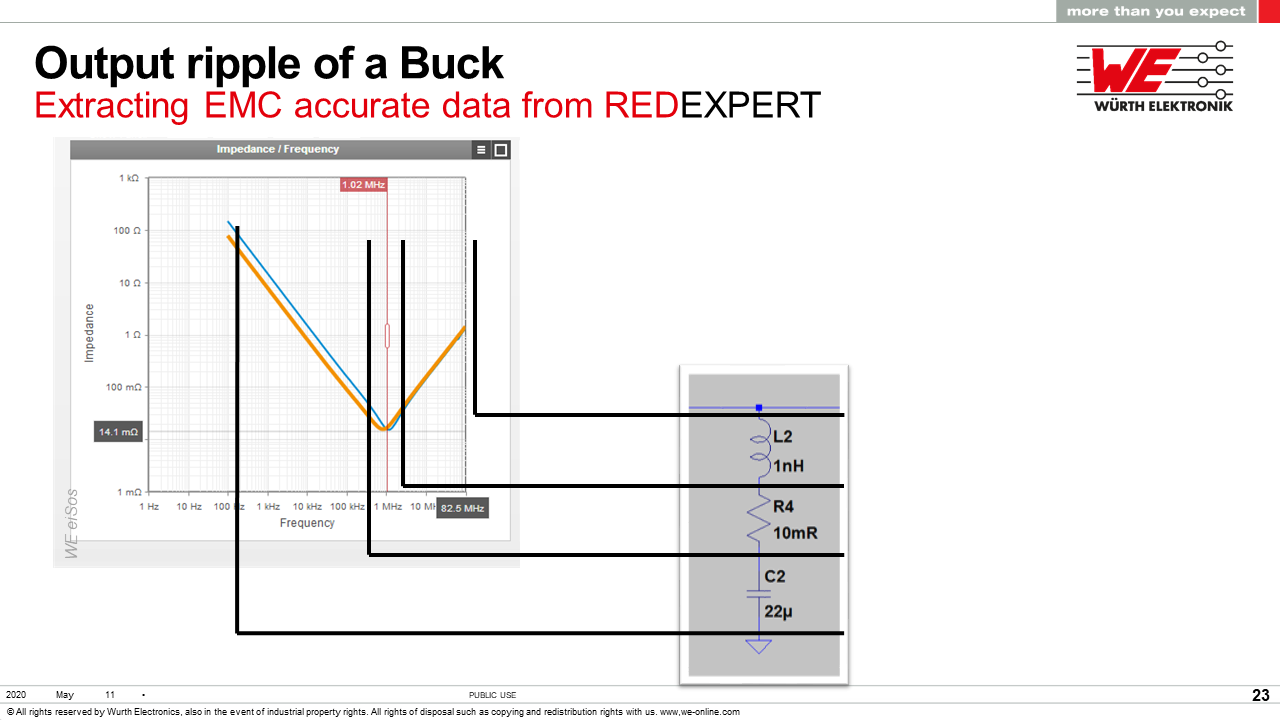 more than you expect
Output ripple of a Buck
Extracting EMC accurate data from REDEXPERT
WE
WÜRTH ELEKTRONIK
Impedance / Frequency
1.02 MHz
1 kΩ
100 Ω
10 Ω
1 Ω
100 mΩ
14.1 mΩ
1 mΩ
Impedance
1 Hz 10 Hz 100 Hz 1 kHz 10 kHz 100 kHz 1 MHz 10 MH 82.5 MHz
Frequency
WE eiSos
L2
1nH
R4
10mR
C2
22µ
2020 May 11 • PUBLIC USE 23
© All rights reserved by Wurth Electronics, also in the event of industrial property rights. All rights of disposal such as copying and redistribution rights with us. www,we-online.com